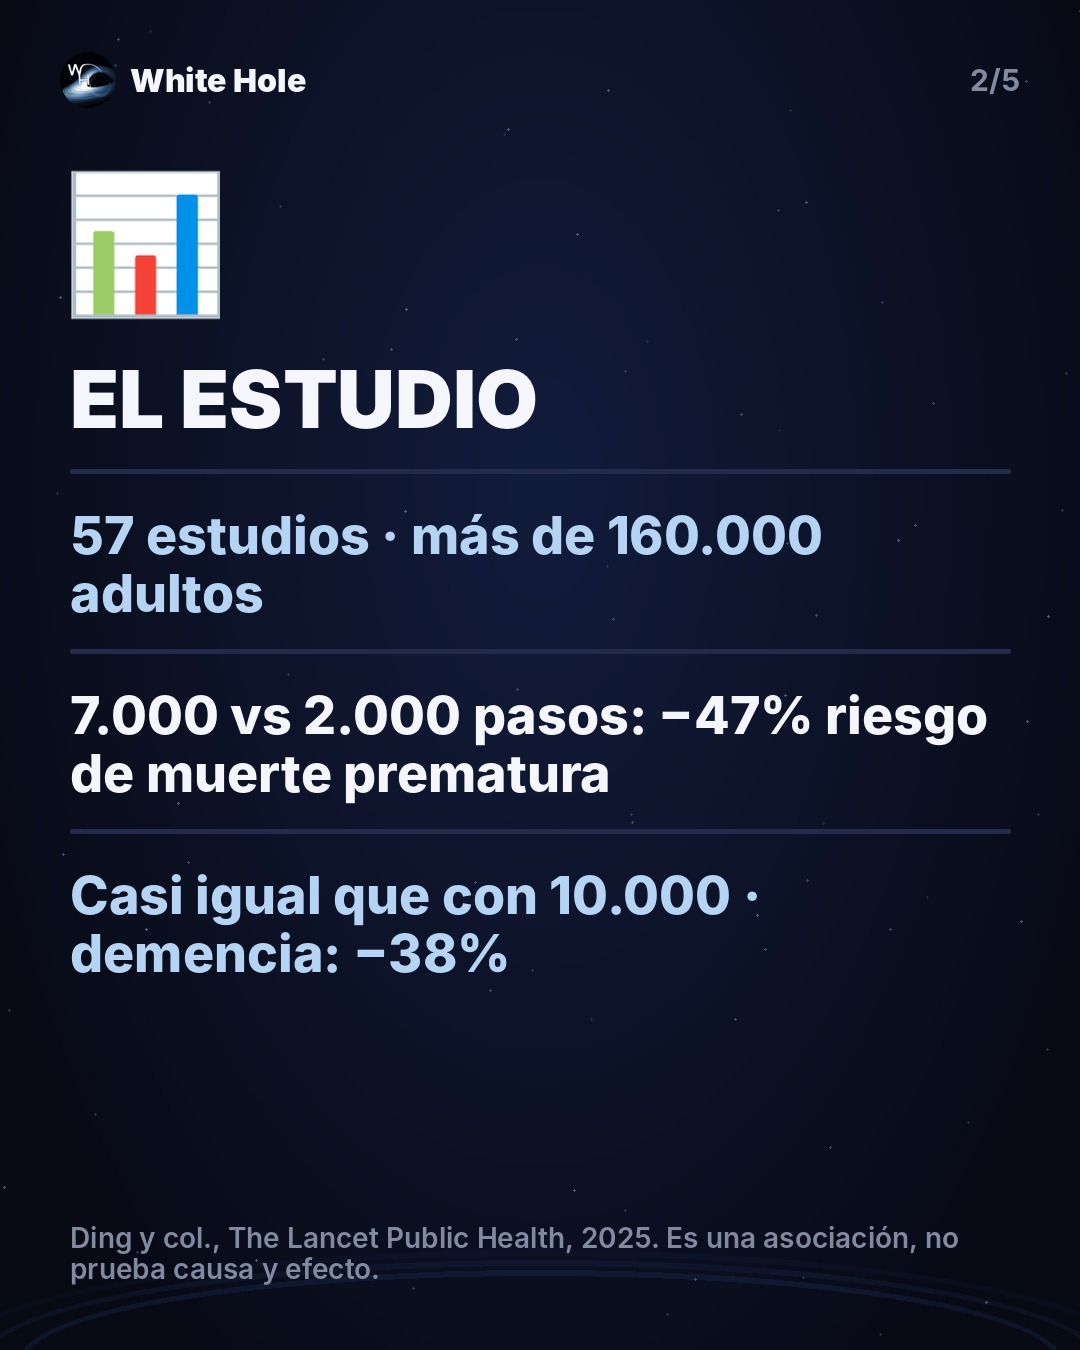 White Hole
2/5
EL ESTUDIO
57 estudios · más de 160.000
adultos
7.000 vs 2.000 pasos: −47% riesgo
de muerte prematura
Casi igual que con 10.000 ·
demencia: −38%
Ding y col., The Lancet Public Health, 2025. Es una asociación, no
prueba causa y efecto.